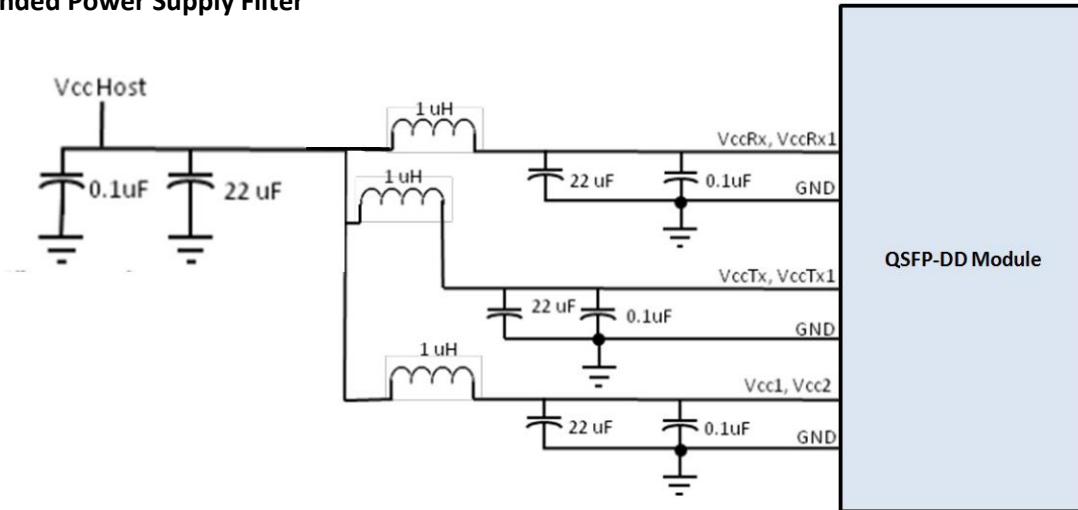 nded Power Supply Filter
VccHost
0.1uF
22 uF
1 uH
VccRx, VccRx1
22 uF
0.1uF
GND
1 uH
VccTx, VccTx1
22 uF
0.1uF
GND
1 uH
Vcc1, Vcc2
22 uF
0.1uF
GND
QSFP-DD Module